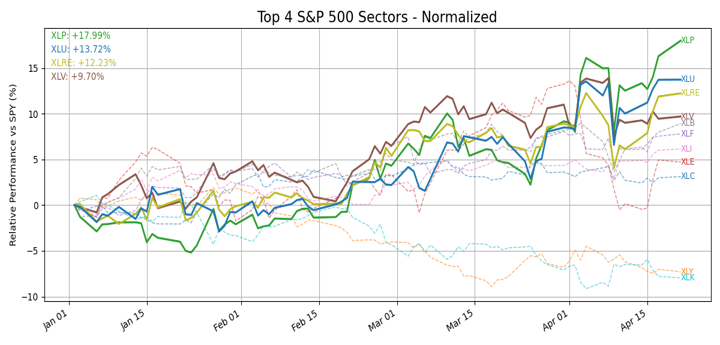 Top 4 S&P 500 Sectors - Normalized
XLP: +17.99%
XLU: +13.72%
XLRE: +12.23%
XLV: +9.70%
Relative Performance vs SPY (%)
15
10
5
0
−5
−10
XLP
XLU
XLRE
XLV
XLB
XLF
XLI
XLE
XLC
XLY
XLK
Jan 01
Jan 15
Feb 01
Feb 15
Mar 01
Mar 15
Apr 01
Apr 15